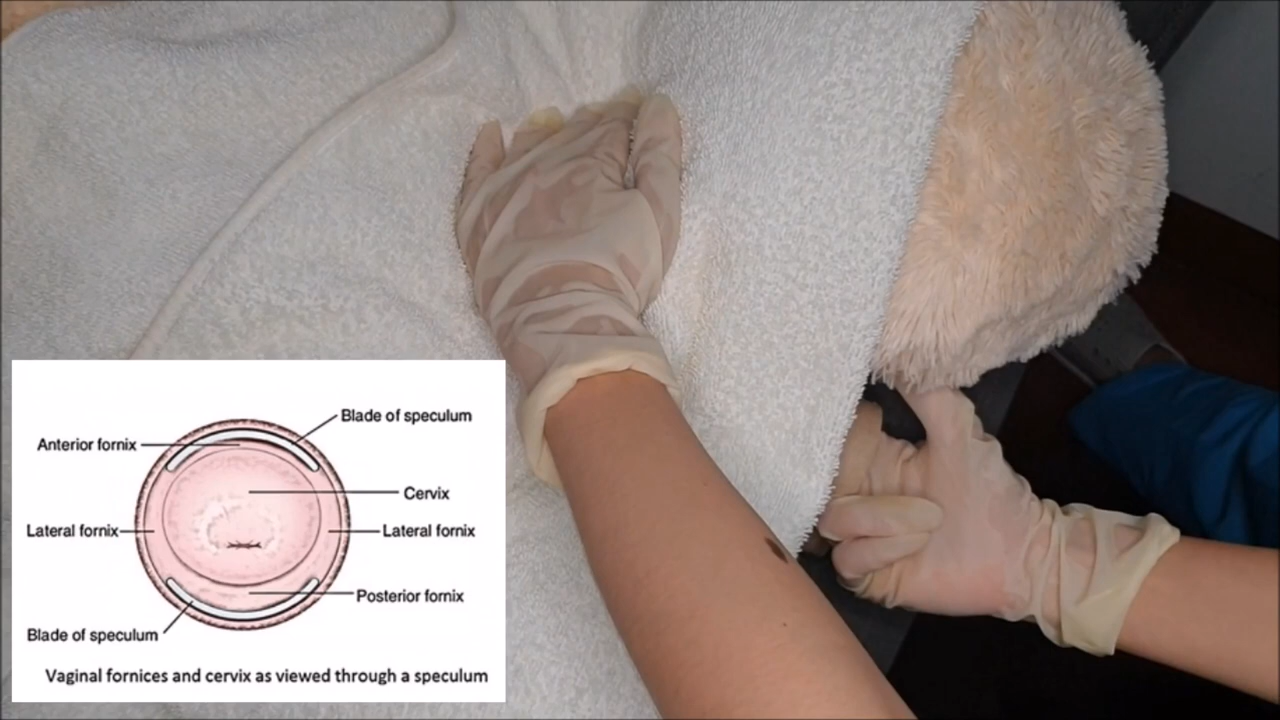 Blade of speculum
Anterior fornix
Cervix
Lateral fornix
Lateral fornix
Posterior fornix
Blade of speculum
Vaginal fornices and cervix as viewed through a speculum